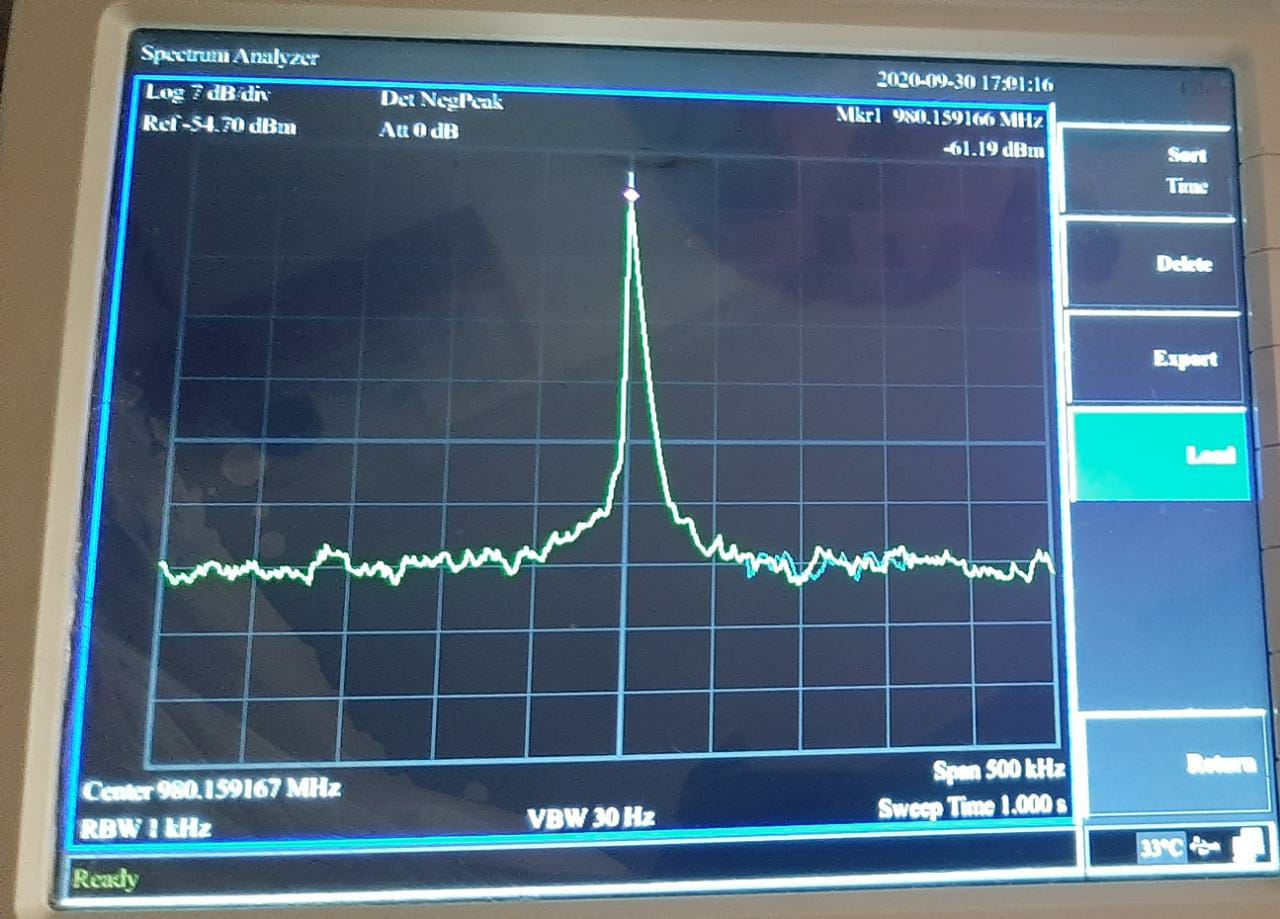 Spectrum Analyzer
2020-09-30 17:01:16
Log 7 dB/div
Det NegPeak
Mkr1 980.159166 MHz
Ref -54.70 dBm
Att 0 dB
-61.19 dBm
1
Sort
Time
Delete
Export
Load
Return
Center 980.159167 MHz
Span 500 kHz
RBW 1 kHz
VBW 30 Hz
Sweep Time 1.000 s
33°C
Ready